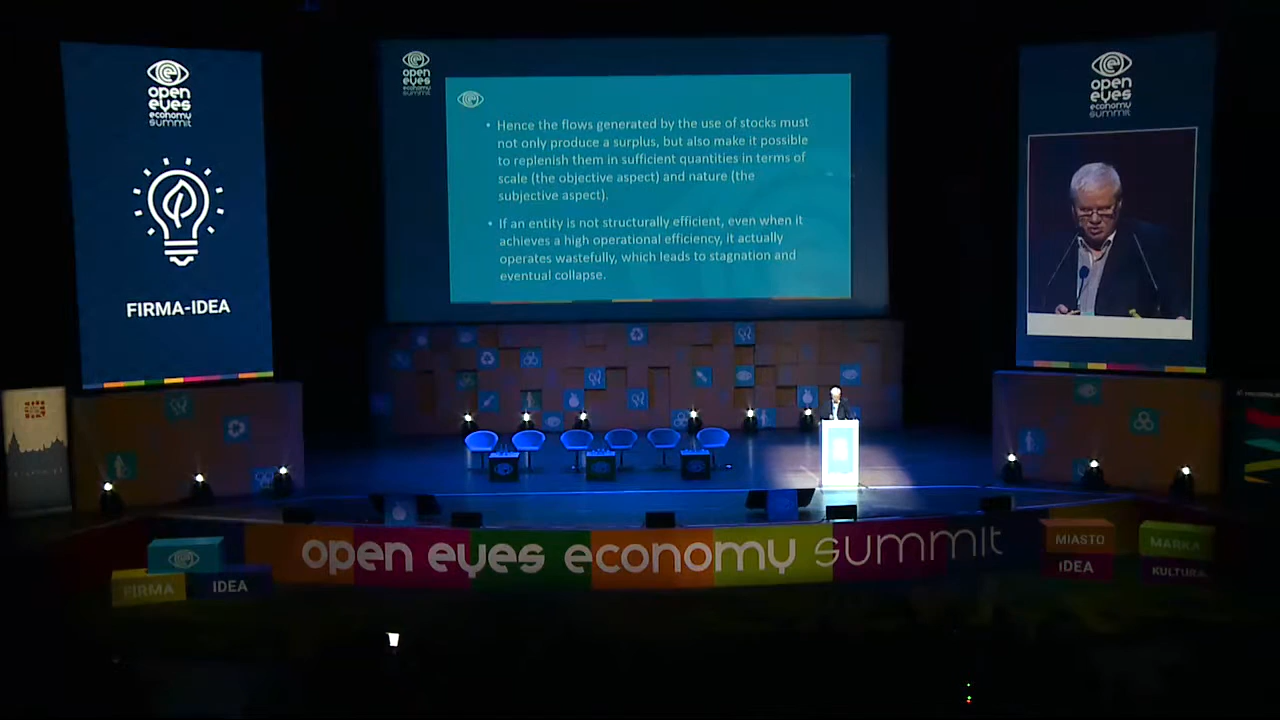 open
eyes
economy
summit
FIRMA-IDEA
open
eyes
economy
summit
• Hence the flows generated by the use of stocks must
not only produce a surplus, but also make it possible
to replenish them in sufficient quantities in terms of
scale (the objective aspect) and nature (the
subjective aspect).
• If an entity is not structurally efficient, even when it
achieves a high operational efficiency, it actually
operates wastefully, which leads to stagnation and
eventual collapse.
open
eyes
economy
summit
open eyes economy summit
FIRMA
IDEA
MIASTO
IDEA
MARKA
KULTURA